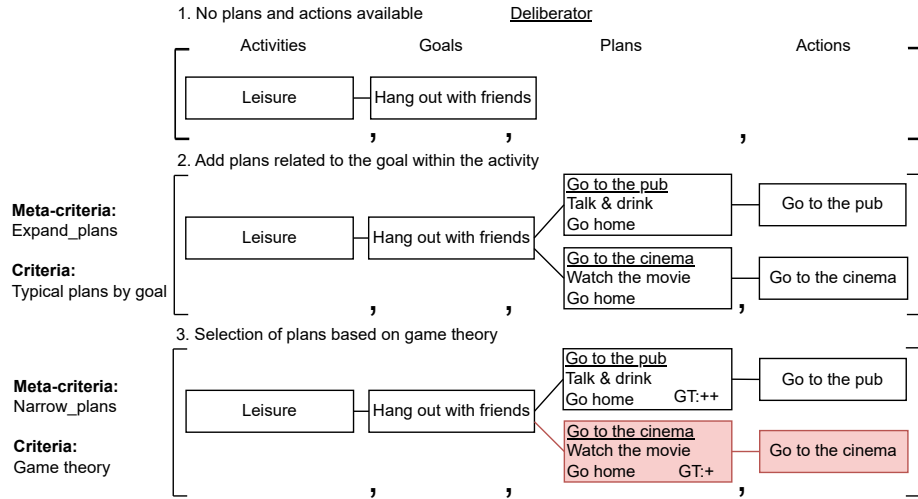 1. No plans and actions available Deliberator
Activities Goals Plans Actions
Leisure Hang out with friends
, , ,
2. Add plans related to the goal within the activity
Meta-criteria:
Expand_plans
Criteria:
Typical plans by goal
Leisure Hang out with friends
Go to the pub
Talk & drink
Go home
Go to the pub
Go to the cinema
Watch the movie
Go home
Go to the cinema
, , ,
3. Selection of plans based on game theory
Meta-criteria:
Narrow_plans
Criteria:
Game theory
Leisure Hang out with friends
Go to the pub
Talk & drink
Go home GT:++
Go to the pub
Go to the cinema
Watch the movie
Go home GT:+
Go to the cinema
, , ,